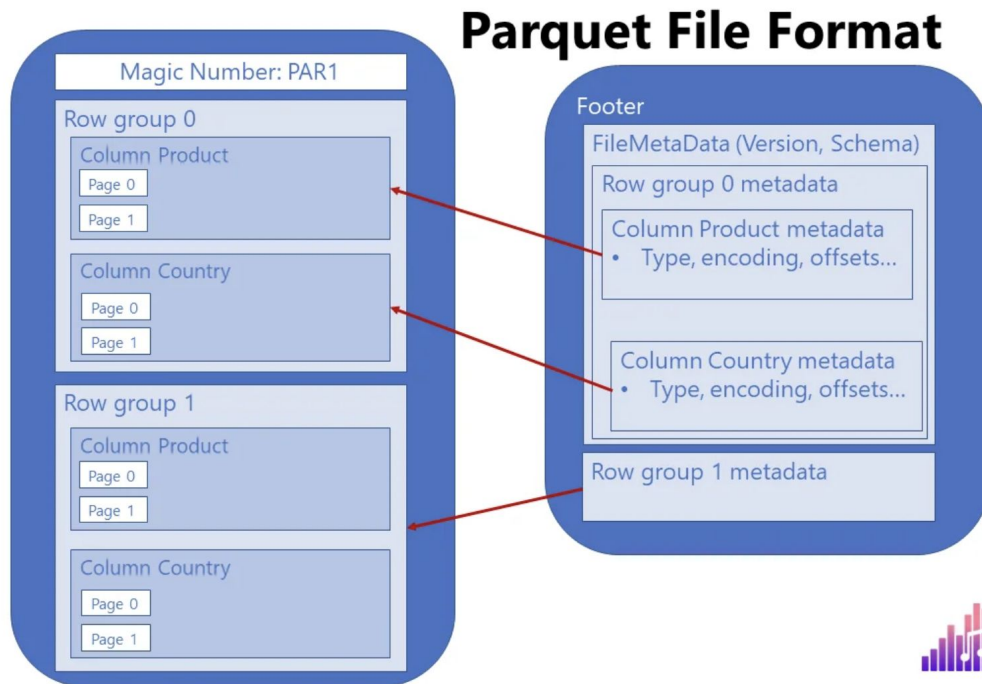 Parquet File Format
Magic Number: PAR1
Row group 0
Column Product
Page 0
Page 1
Column Country
Page 0
Page 1
Row group 1
Column Product
Page 0
Page 1
Column Country
Page 0
Page 1
Footer
FileMetaData (Version, Schema)
Row group 0 metadata
Column Product metadata
• Type, encoding, offsets...
Column Country metadata
• Type, encoding, offsets...
Row group 1 metadata